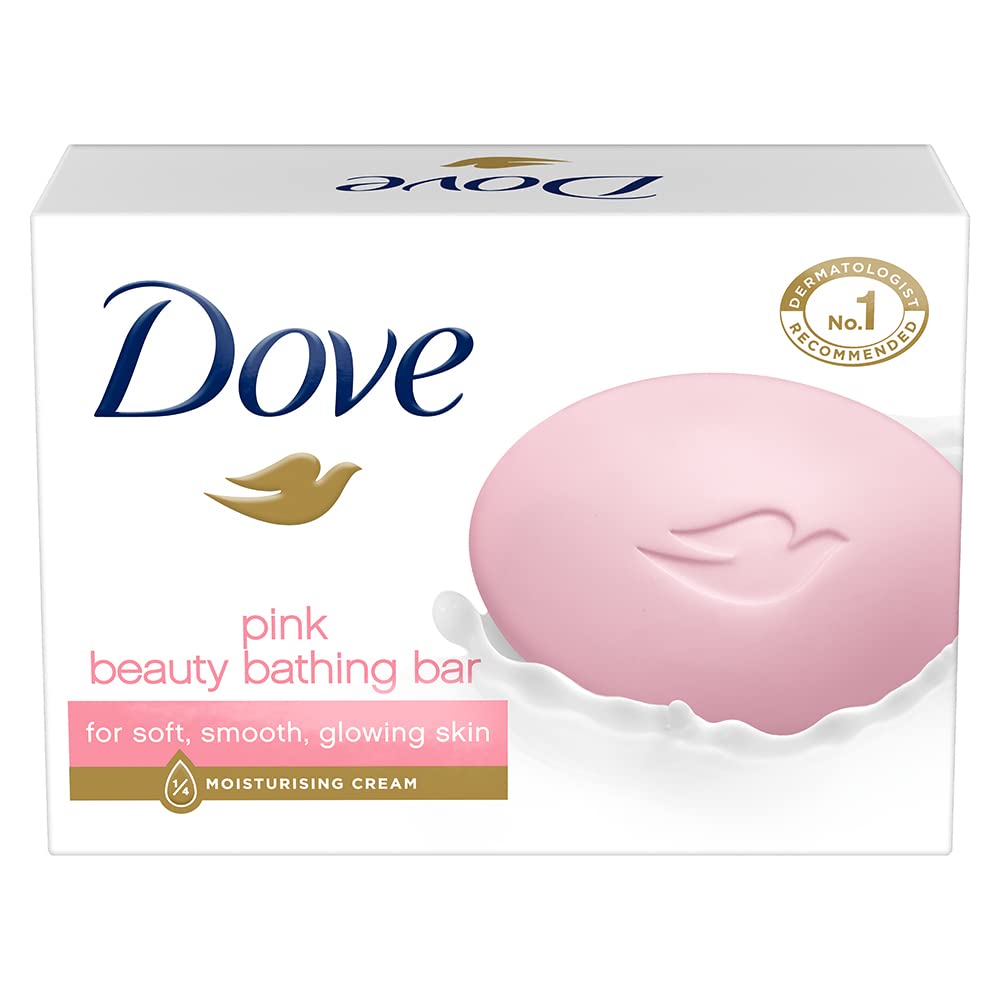 Dove
Dove
DERMATOLOGIST
No.1
RECOMMENDED
pink
beauty bathing bar
for soft, smooth, glowing skin
1/4 MOISTURISING CREAM